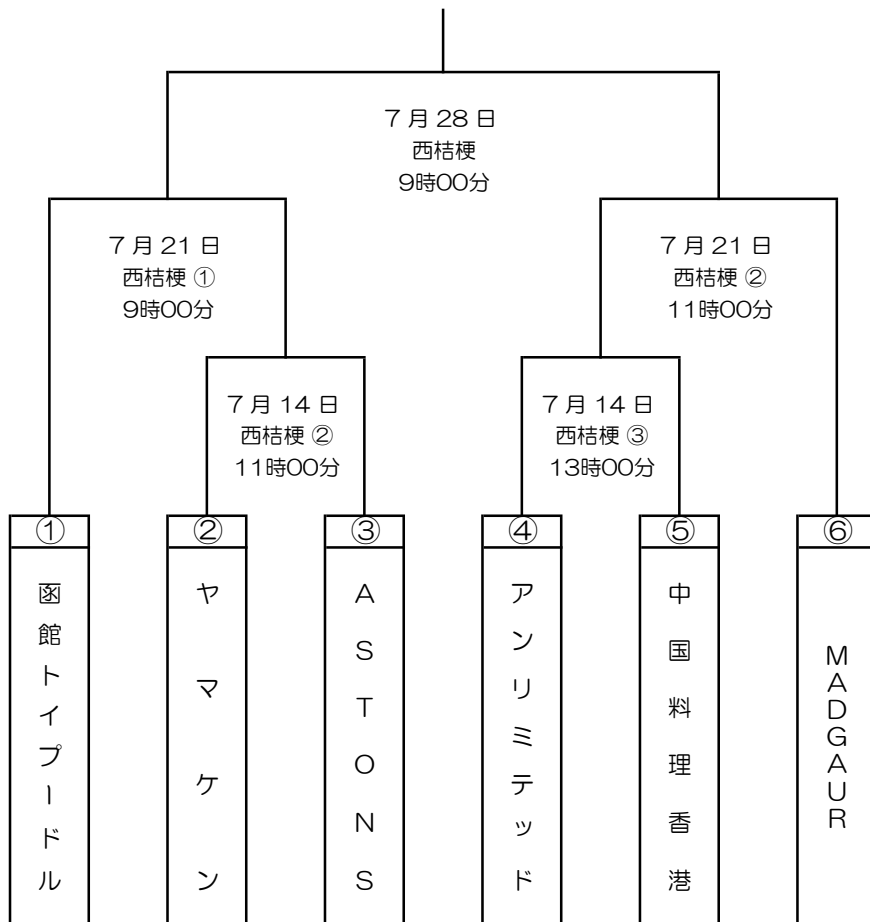 7月28日
西桔梗
9時00分
7月21日
西桔梗 ①
9時00分
7月21日
西桔梗 ②
11時00分
7月14日
西桔梗 ②
11時00分
7月14日
西桔梗 ③
13時00分
①
②
③
④
⑤
⑥
函館トイプードル
ヤマケン
ASTONS
アンリミテッド
中国料理香港
MADGAUR